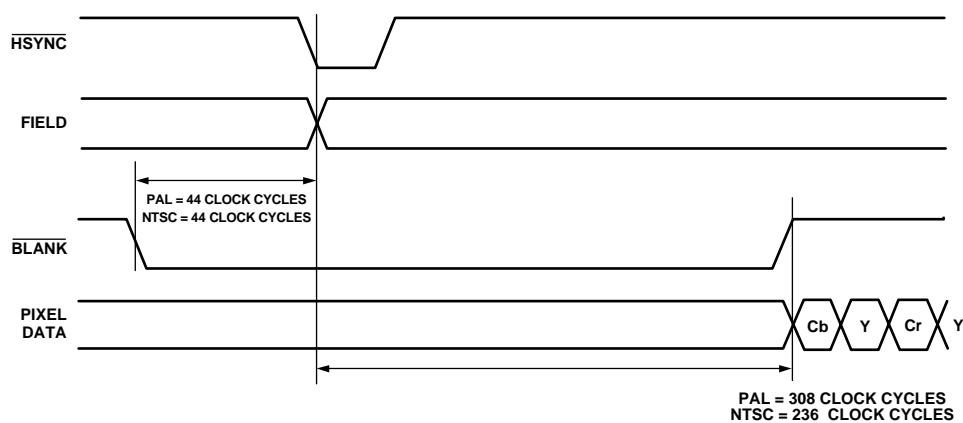 HSYNC
FIELD
PAL = 44 CLOCK CYCLES
NTSC = 44 CLOCK CYCLES
BLANK
PIXEL
DATA
Cb Y Cr Y
PAL = 308 CLOCK CYCLES
NTSC = 236 CLOCK CYCLES